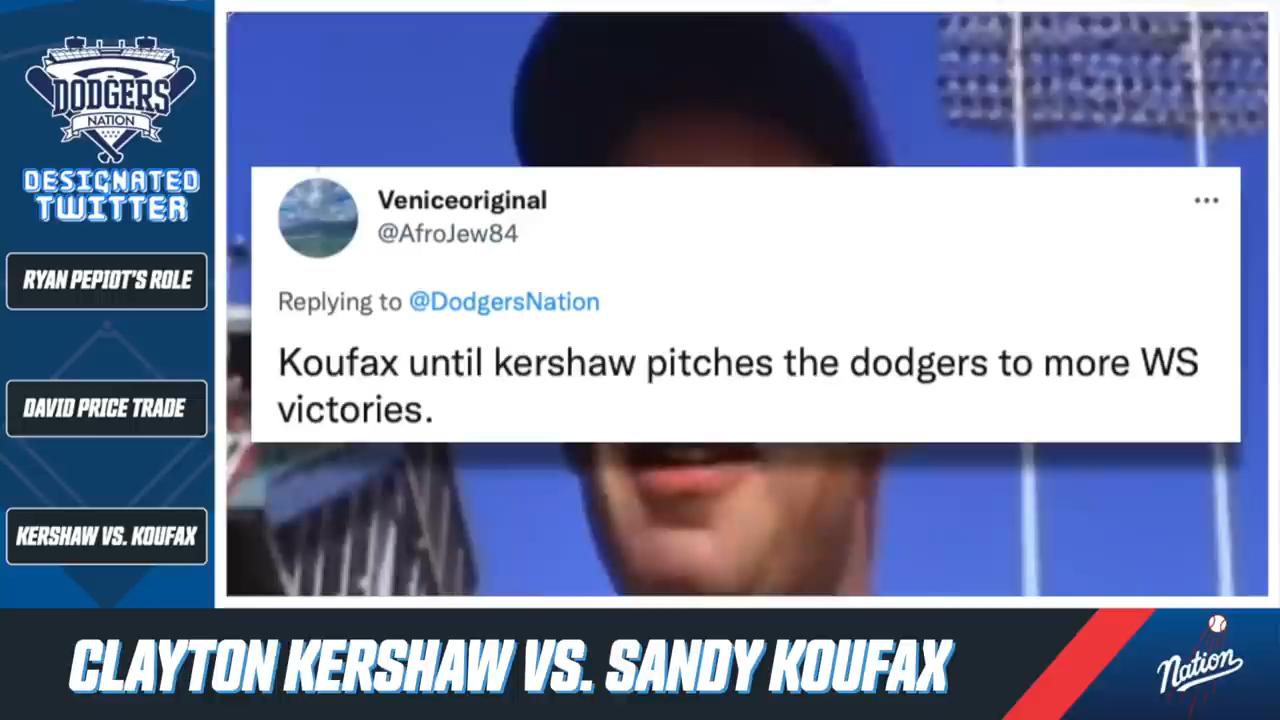 DODGERS
NATION
DESIGNATED
TWITTER
RYAN PEPIOT'S ROLE
DAVID PRICE TRADE
KERSHAW VS. KOUFAX
Veniceoriginal
@AfroJew84
Replying to @DodgersNation
Koufax until kershaw pitches the dodgers to more WS
victories.
CLAYTON KERSHAW VS. SANDY KOUFAX
Nation